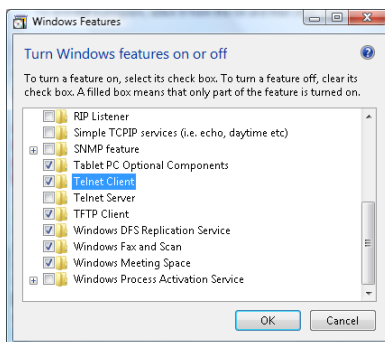 Windows Features
Turn Windows features on or off
To turn a feature on, select its check box. To turn a feature off, clear its
check box. A filled box means that only part of the feature is turned on.
RIP Listener
Simple TCPIP services (i.e. echo, daytime etc)
SNMP feature
Tablet PC Optional Components
Telnet Client
Telnet Server
TFTP Client
Windows DFS Replication Service
Windows Fax and Scan
Windows Meeting Space
Windows Process Activation Service
OK
Cancel